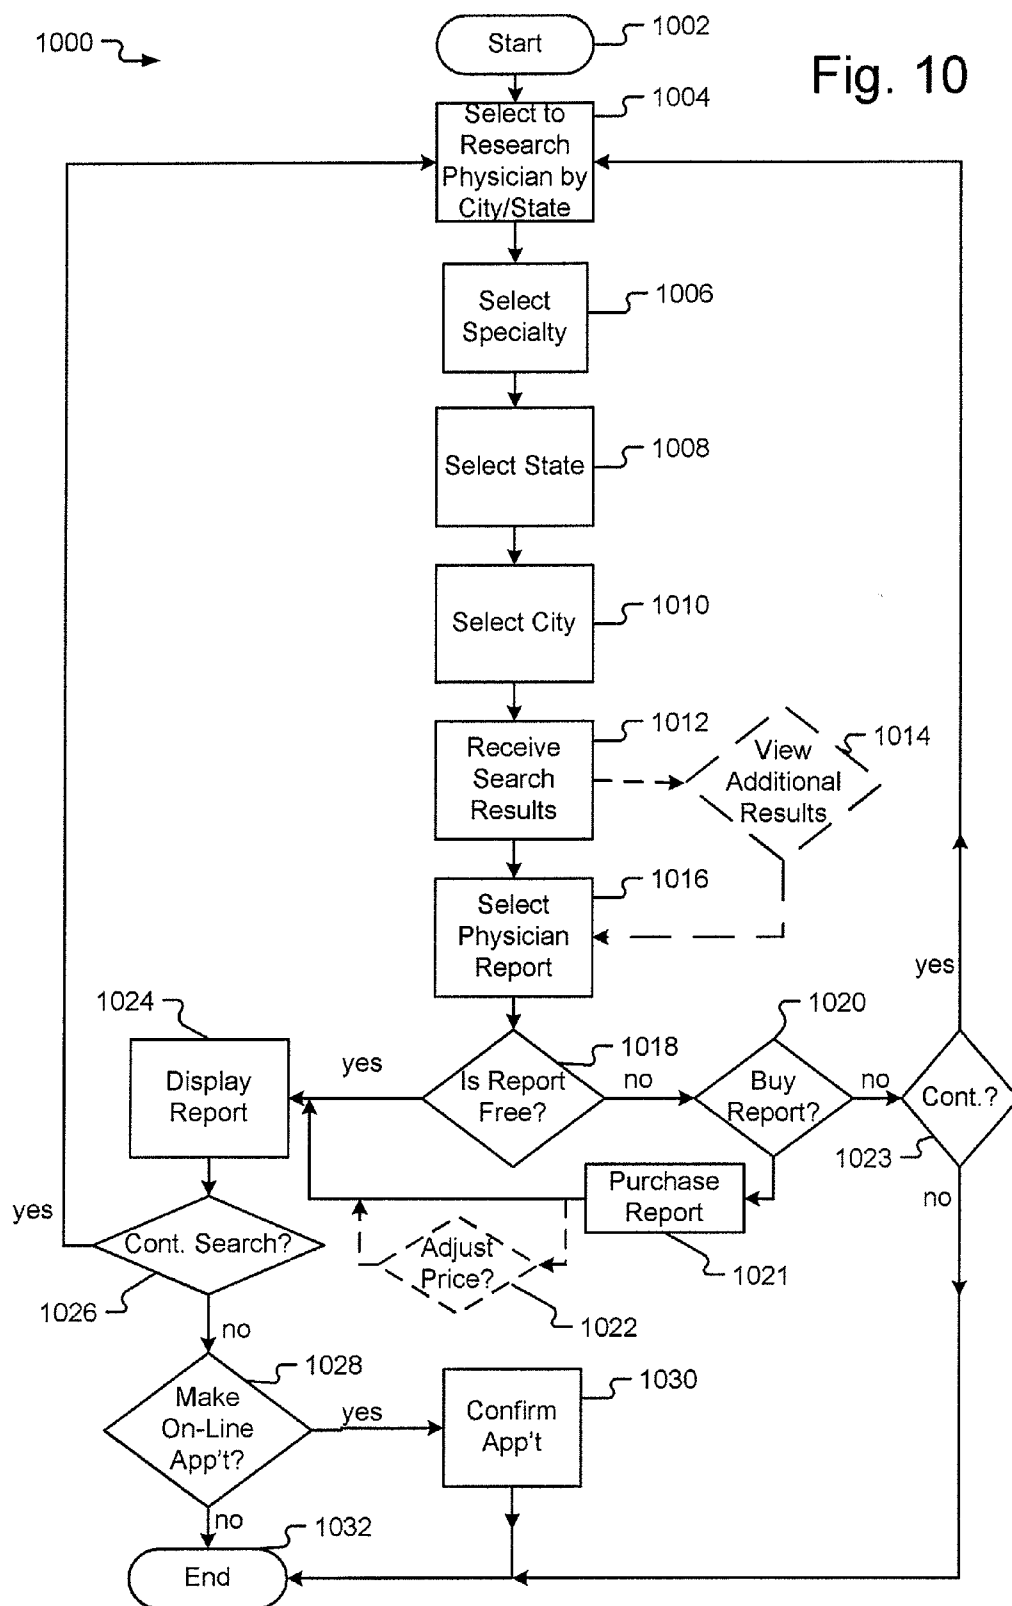 1000
Start
1002
Fig. 10
Select to
Research
Physician by
City/State
1004
Select
Specialty
1006
Select State
1008
Select City
1010
Receive
Search
Results
1012
View
Additional
Results
1014
Select
Physician
Report
1016
yes
1024
Display
Report
yes
Is Report
Free?
1018
no
Buy
Report?
1020
no
Cont.?
1023
no
Purchase
Report
1021
Adjust
Price?
1022
yes
Cont. Search?
1026
no
Make
On-Line
App't?
1028
yes
Confirm
App't
1030
no
End
1032